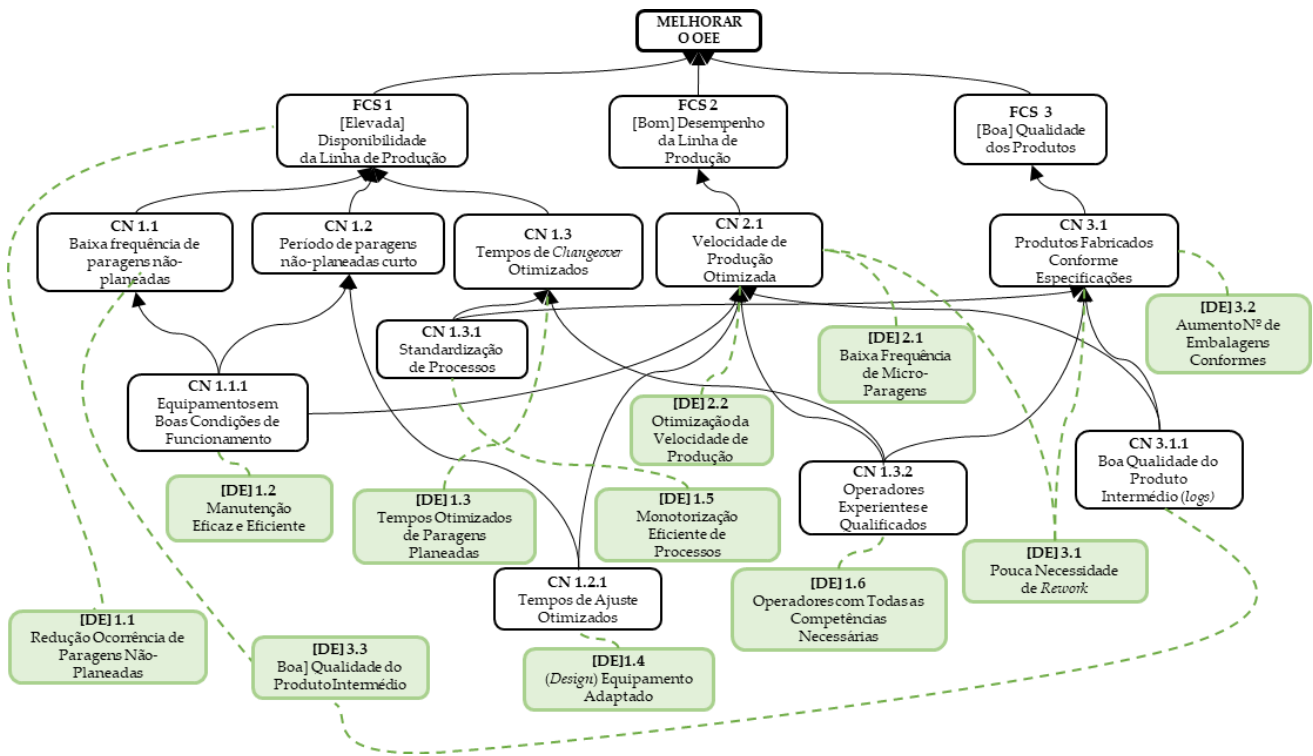 MELHORAR
O OEE
FCS 1
[Elevada]
Disponibilidade
da Linha de Produção
FCS 2
[Bom] Desempenho
da Linha de
Produção
FCS 3
[Boa] Qualidade
dos Produtos
CN 1.1
Baixa frequência de
paragens não-
planeadas
CN 1.2
Período de paragens
não-planeadas curto
CN 1.3
Tempos de Changeover
Otimizados
CN 2.1
Velocidade de
Produção
Otimizada
CN 3.1
Produtos Fabricados
Conforme
Especificações
CN 1.3.1
Standardização
de Processos
[DE] 2.1
Baixa Frequência
de Micro-
Paragens
[DE] 3.2
Aumento Nº de
Embalagens
Conformes
CN 1.1.1
Equipamentos em
Boas Condições de
Funcionamento
[DE] 2.2
Otimização da
Velocidade de
Produção
CN 1.3.2
Operadores
Experientes e
Qualificados
CN 3.1.1
Boa Qualidade do
Produto
Intermédio (logs)
[DE] 1.2
Manutenção
Eficaz e Eficiente
[DE] 1.3
Tempos Otimizados
de Paragens
Planeadas
[DE] 1.5
Monotorização
Eficiente de
Processos
[DE] 3.1
Pouca Necessidade
de Rework
CN 1.2.1
Tempos de Ajuste
Otimizados
[DE] 1.6
Operadores com Todas as
Competências
Necessárias
[DE] 1.1
Redução Ocorrência de
Paragens Não-
Planeadas
[DE] 3.3
Boa] Qualidade do
Produto Intermédio
[DE]1.4
(Design) Equipamento
Adaptado